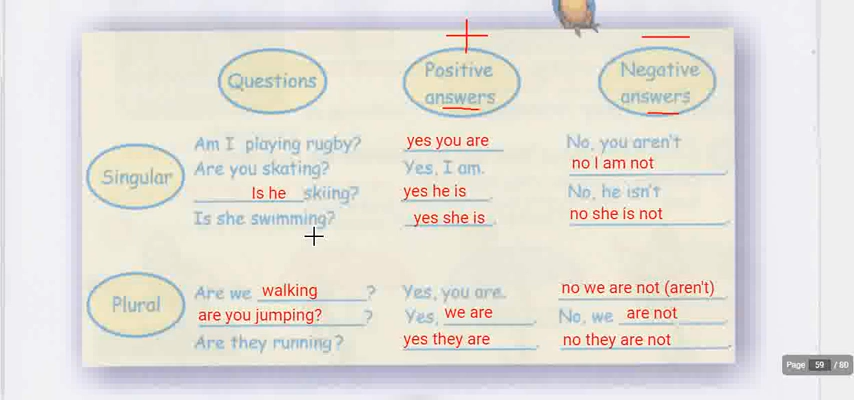 Questions
Positive answers
Negative answers
Singular
Am I playing rugby? yes you are No, you aren't
Are you skating? Yes, I am. no I am not.
Is he skiing? yes he is. No, he isn't
Is she swimming? yes she is. no she is not.
Plural
Are we walking? Yes, you are. no we are not (aren't).
are you jumping? ? Yes, we are. No, we are not.
Are they running? yes they are. no they are not.
Page 59 / 80